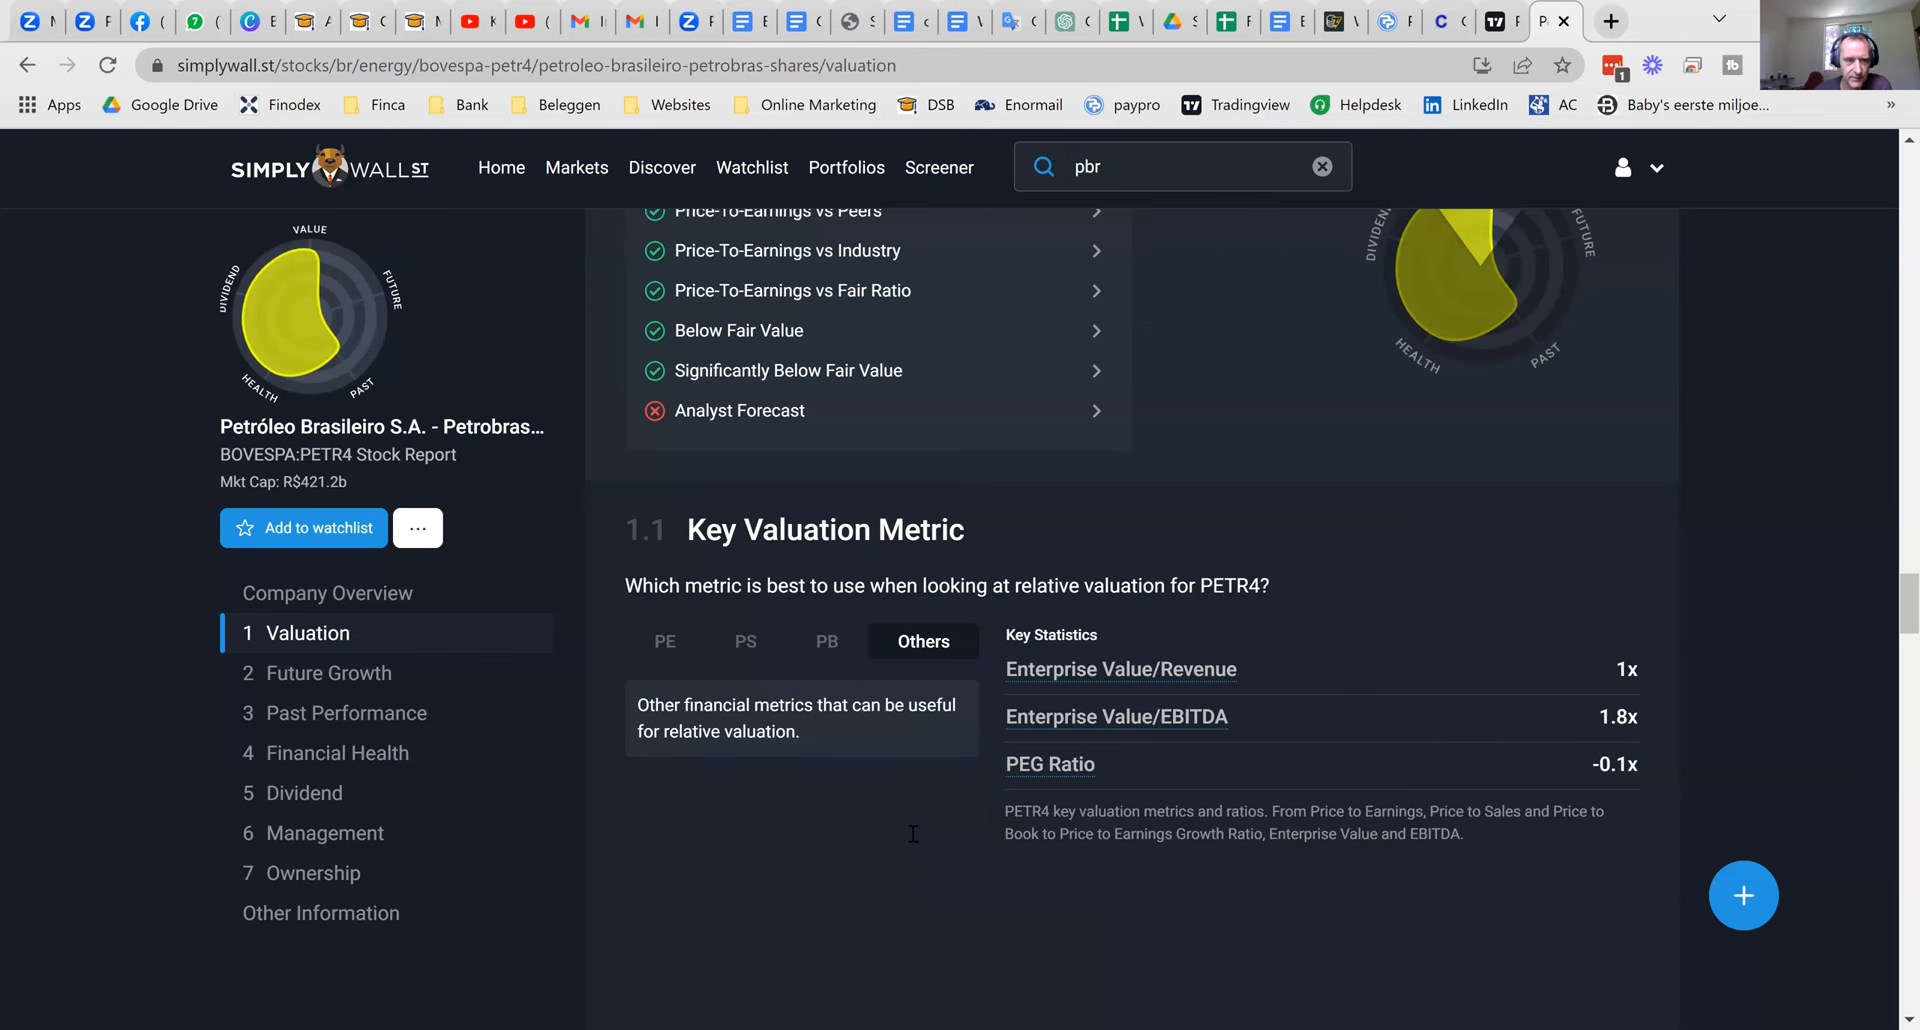 simplywall.st/stocks/br/energy/bovespa-petr4/petroleo-brasileiro-petrobras-shares/valuation
Apps Google Drive Finodex Finca Bank Beleggen Websites Online Marketing DSB Enormail paypro Tradingview Helpdesk LinkedIn AC Baby's eerste miljoe... »
SIMPLY WALL ST Home Markets Discover Watchlist Portfolios Screener pbr
VALUE
FUTURE
DIVIDEND
HEALTH
PAST
Petróleo Brasileiro S.A. - Petrobras...
BOVESPA:PETR4 Stock Report
Mkt Cap: R$421.2b
Add to watchlist ...
Company Overview
1 Valuation
2 Future Growth
3 Past Performance
4 Financial Health
5 Dividend
6 Management
7 Ownership
Other Information
Price-To-Earnings vs Peers
Price-To-Earnings vs Industry
Price-To-Earnings vs Fair Ratio
Below Fair Value
Significantly Below Fair Value
Analyst Forecast
FUTURE
HEALTH
PAST
1.1 Key Valuation Metric
Which metric is best to use when looking at relative valuation for PETR4?
PE PS PB Others
Other financial metrics that can be useful
for relative valuation.
Key Statistics
Enterprise Value/Revenue 1x
Enterprise Value/EBITDA 1.8x
PEG Ratio -0.1x
PETR4 key valuation metrics and ratios. From Price to Earnings, Price to Sales and Price to
Book to Price to Earnings Growth Ratio, Enterprise Value and EBITDA.